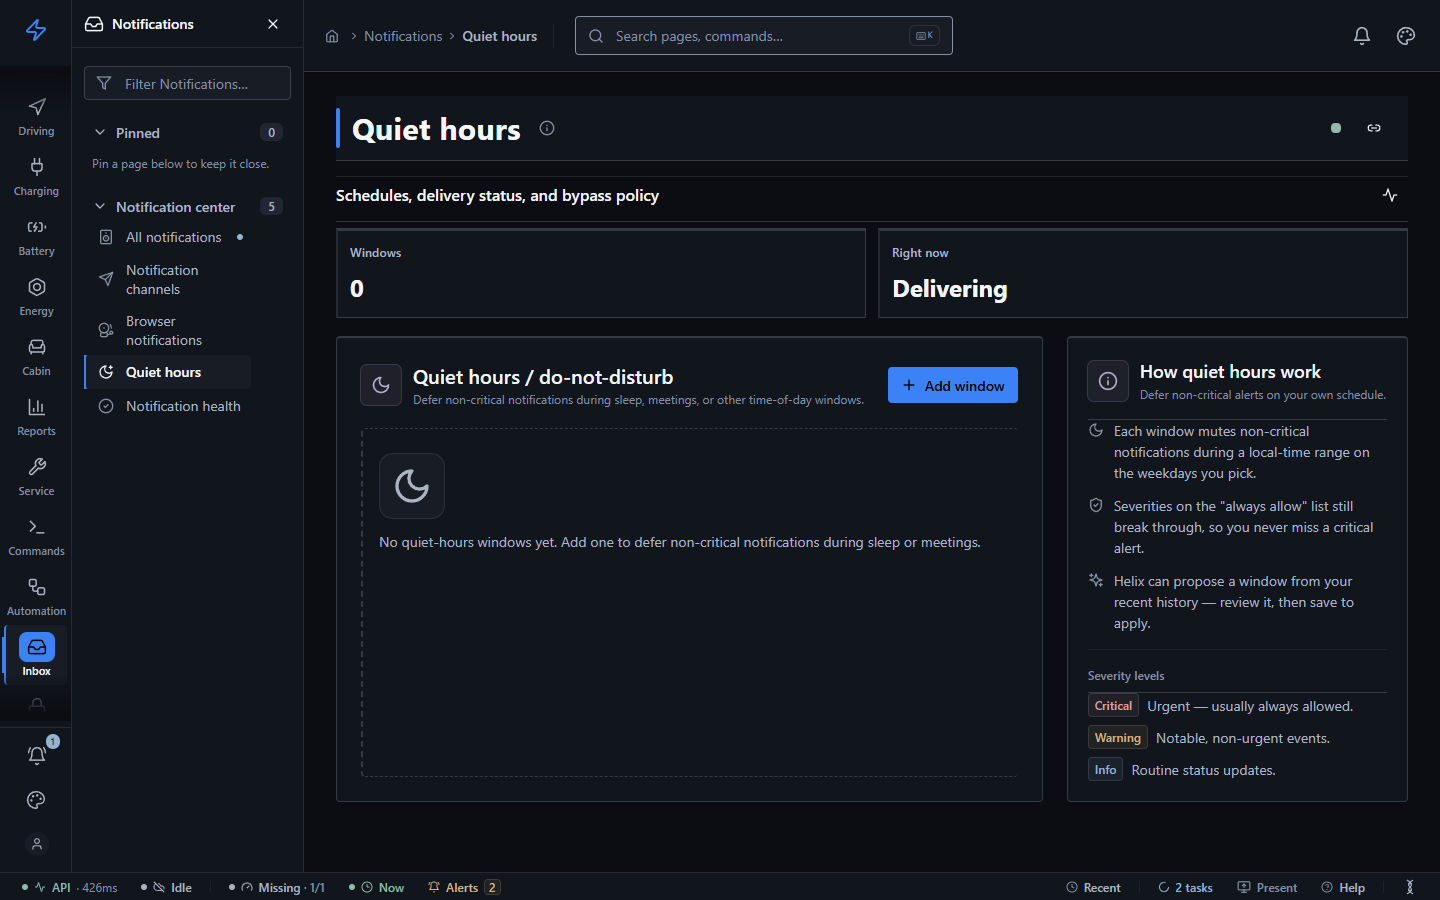 Notifications
Notifications
Quiet hours
Search pages, commands...
K
Driving
Charging
Battery
Energy
Cabin
Reports
Service
Commands
Automation
Inbox
1
Filter Notifications...
Pinned
0
Pin a page below to keep it close.
Notification center
5
All notifications
Notification
channels
Browser
notifications
Quiet hours
Notification health
Quiet hours
Schedules, delivery status, and bypass policy
Windows
0
Right now
Delivering
Quiet hours / do-not-disturb
Defer non-critical notifications during sleep, meetings, or other time-of-day windows.
Add window
No quiet-hours windows yet. Add one to defer non-critical notifications during sleep or meetings.
How quiet hours work
Defer non-critical alerts on your own schedule.
Each window mutes non-critical
notifications during a local-time range on
the weekdays you pick.
Severities on the "always allow" list still
break through, so you never miss a critical
alert.
Helix can propose a window from your
recent history — review it, then save to
apply.
Severity levels
Critical Urgent — usually always allowed.
Warning Notable, non-urgent events.
Info Routine status updates.
API · 426ms
Idle
Missing · 1/1
Now
Alerts 2
Recent
2 tasks
Present
Help